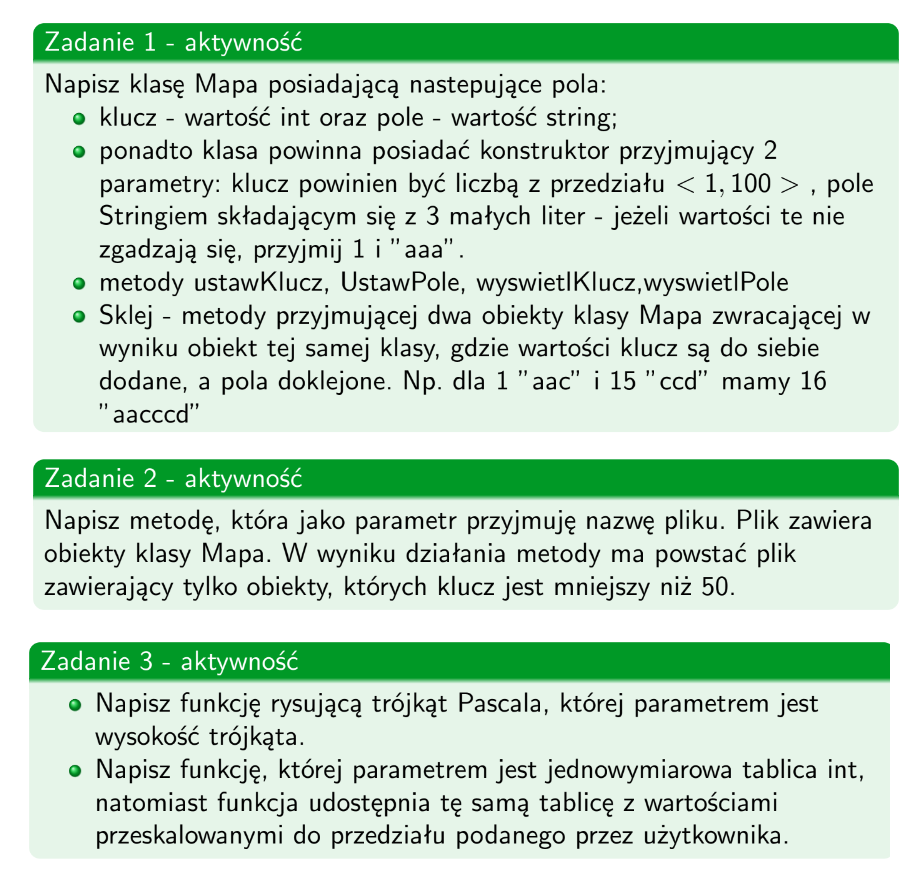 Zadanie 1 - aktywność
Napisz klasę Mapa posiadającą nastepujące pola:
klucz - wartość int oraz pole - wartość string;
ponadto klasa powinna posiadać konstruktor przyjmujący 2
parametry: klucz powinien być liczbą z przedziału < 1, 100 > , pole
Stringiem składającym się z 3 małych liter - jeżeli wartości te nie
zgadzają się, przyjmij 1 i ”aaa”.
metody ustawKlucz, UstawPole, wyswietlKlucz,wyswietlPole
Sklej - metody przyjmującej dwa obiekty klasy Mapa zwracającej w
wyniku obiekt tej samej klasy, gdzie wartości klucz są do siebie
dodane, a pola doklejone. Np. dla 1 ”aac” i 15 ”ccd” mamy 16
”aacccd”
Zadanie 2 - aktywność
Napisz metodę, która jako parametr przyjmuję nazwę pliku. Plik zawiera
obiekty klasy Mapa. W wyniku działania metody ma powstać plik
zawierający tylko obiekty, których klucz jest mniejszy niż 50.
Zadanie 3 - aktywność
Napisz funkcję rysującą trójkąt Pascala, której parametrem jest
wysokość trójkąta.
Napisz funkcję, której parametrem jest jednowymiarowa tablica int,
natomiast funkcja udostępnia tę samą tablicę z wartościami
przeskalowanymi do przedziału podanego przez użytkownika.